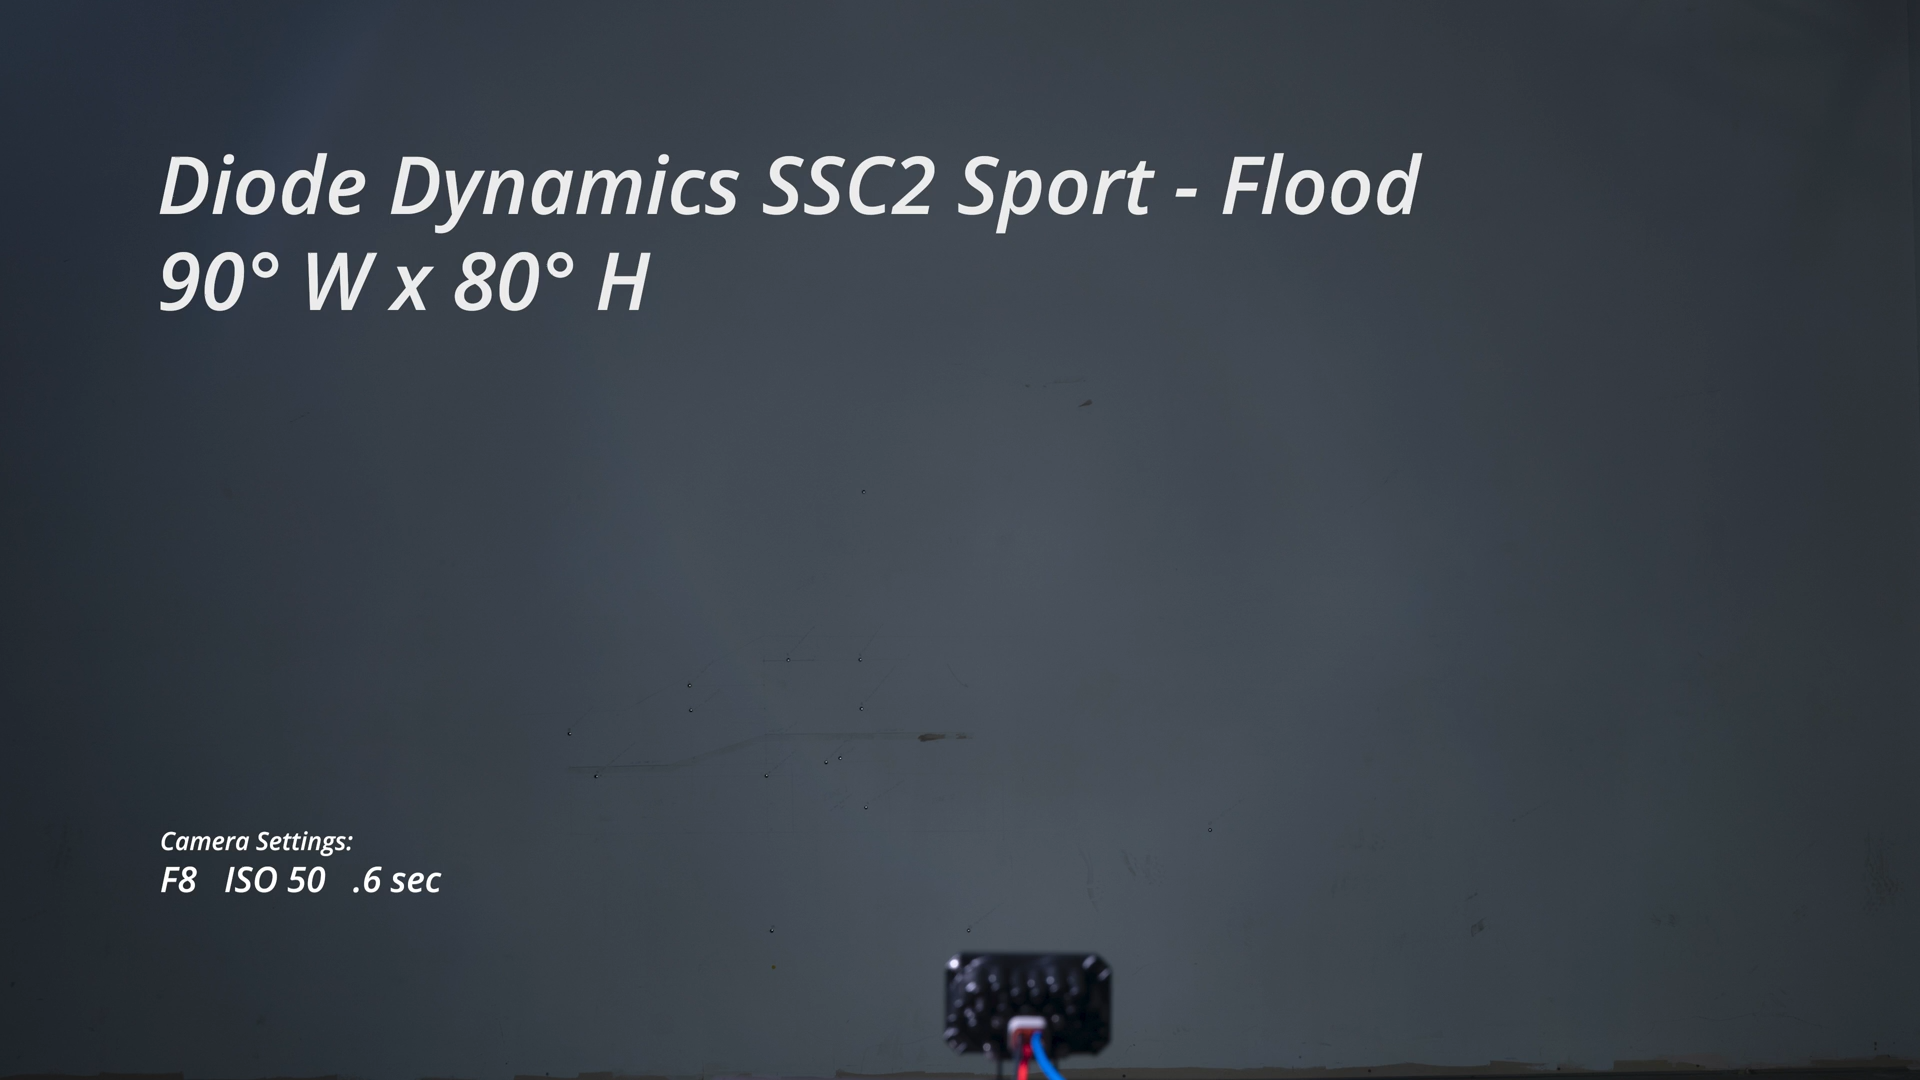 Diode Dynamics SSC2 Sport - Flood
90° W x 80° H
Camera Settings:
F8 ISO 50 .6 sec